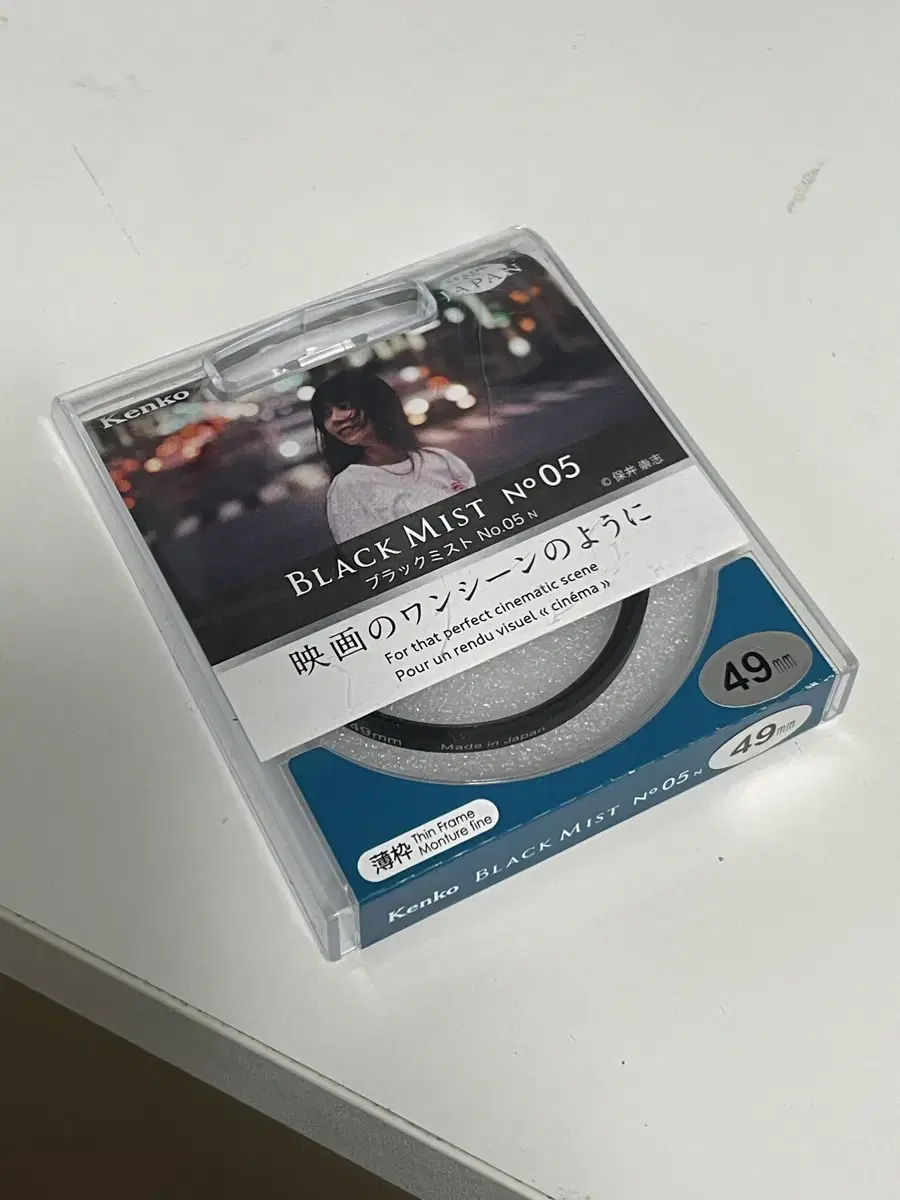 MADE IN JAPAN
Kenko
BLACK MIST Nº05
ブラックミスト No.05 N
© 保井 崇志
映画のワンシーンのように
For that perfect cinematic scene
Pour un rendu visuel « cinéma »
49mm
49mm Made in Japan
薄枠 Thin Frame
Monture fine
Kenko BLACK MIST Nº05 N 49mm